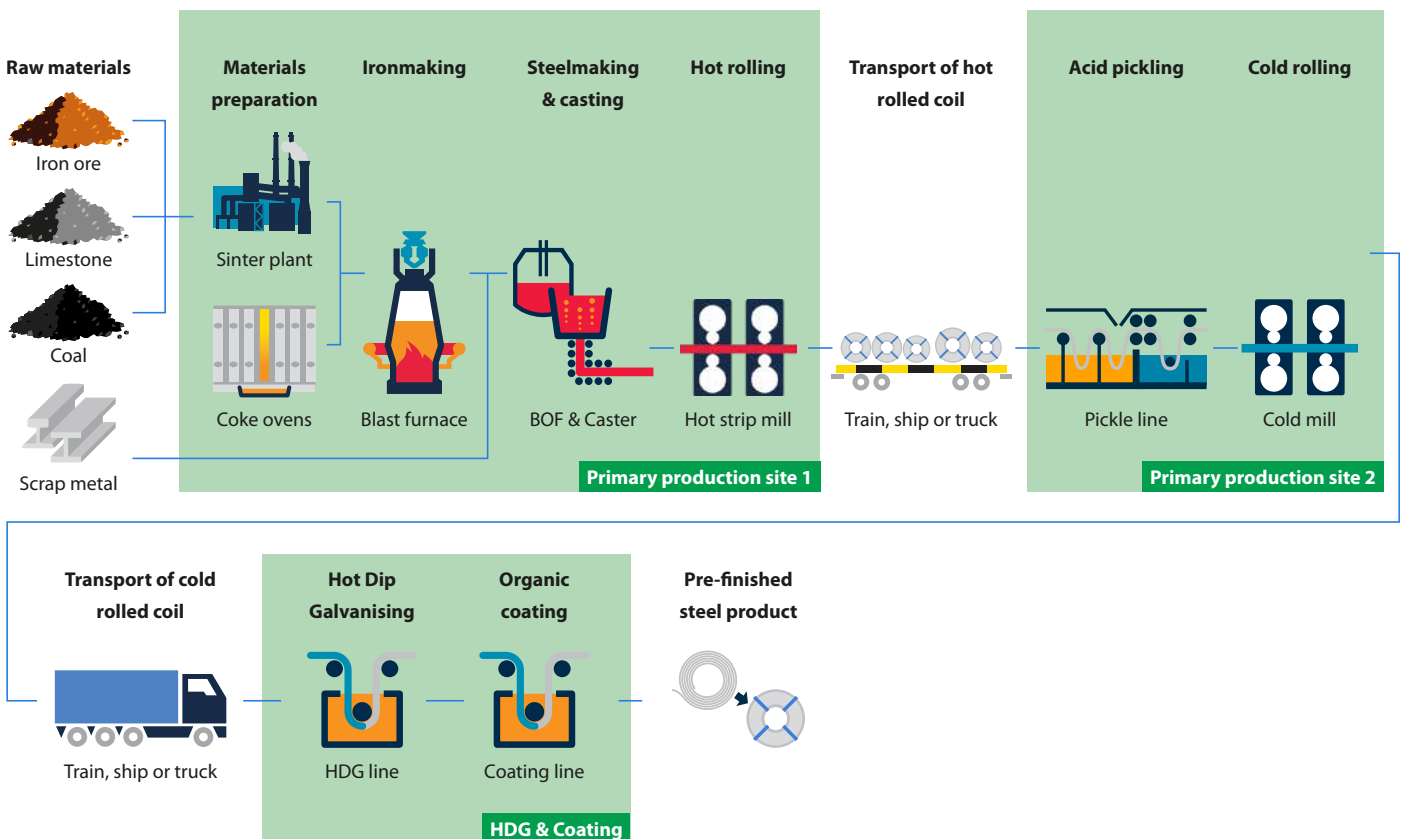 Raw materials
Materials
preparation
Ironmaking
Steelmaking
& casting
Hot rolling
Transport of hot
rolled coil
Acid pickling
Cold rolling
Iron ore
Limestone
Coal
Scrap metal
Sinter plant
Coke ovens
Blast furnace
BOF & Caster
Hot strip mill
Train, ship or truck
Pickle line
Cold mill
Primary production site 1
Primary production site 2
Transport of cold
rolled coil
Hot Dip
Galvanising
Organic
coating
Pre-finished
steel product
Train, ship or truck
HDG line
Coating line
HDG & Coating